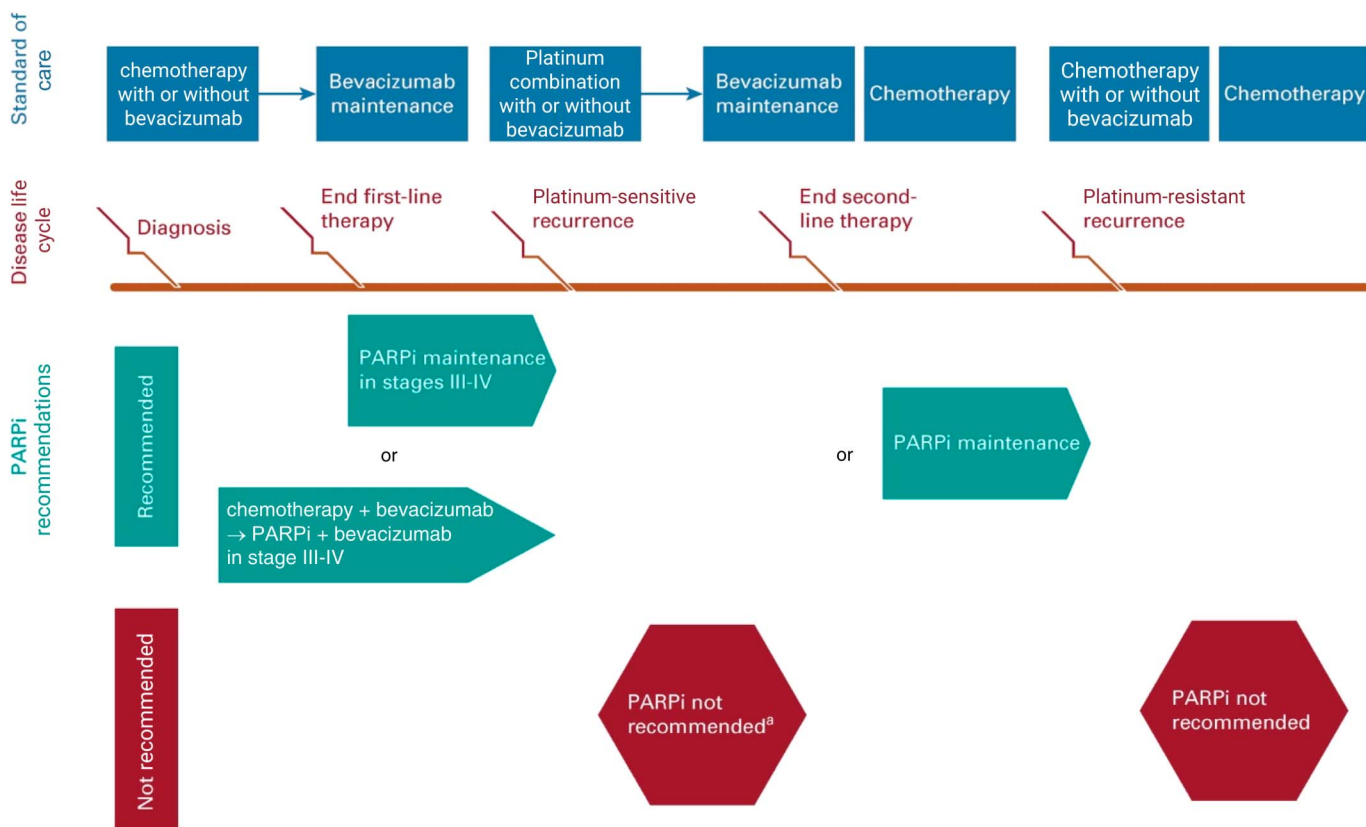 Standard of
care
chemotherapy
with or without
bevacizumab
Bevacizumab
maintenance
Platinum
combination
with or without
bevacizumab
Bevacizumab
maintenance
Chemotherapy
Chemotherapy
with or without
bevacizumab
Chemotherapy
Disease life
cycle
Diagnosis
End first-line
therapy
Platinum-sensitive
recurrence
End second-
line therapy
Platinum-resistant
recurrence
PARPi
recommendations
Recommended
PARPi maintenance
in stages III-IV
or
chemotherapy + bevacizumab
→ PARPi + bevacizumab
in stage III-IV
or
PARPi maintenance
Not recommended
PARPi not
recommendedᵃ
PARPi not
recommended